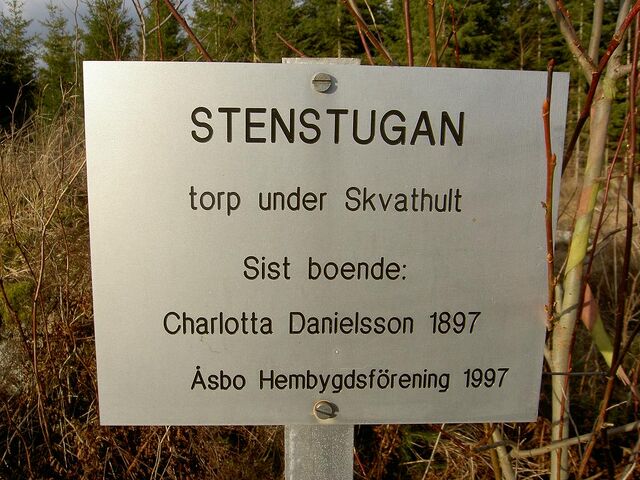 STENSTUGAN
torp under Skvathult
Sist boende:
Charlotta Danielsson 1897
Åsbo Hembygdsförening 1997